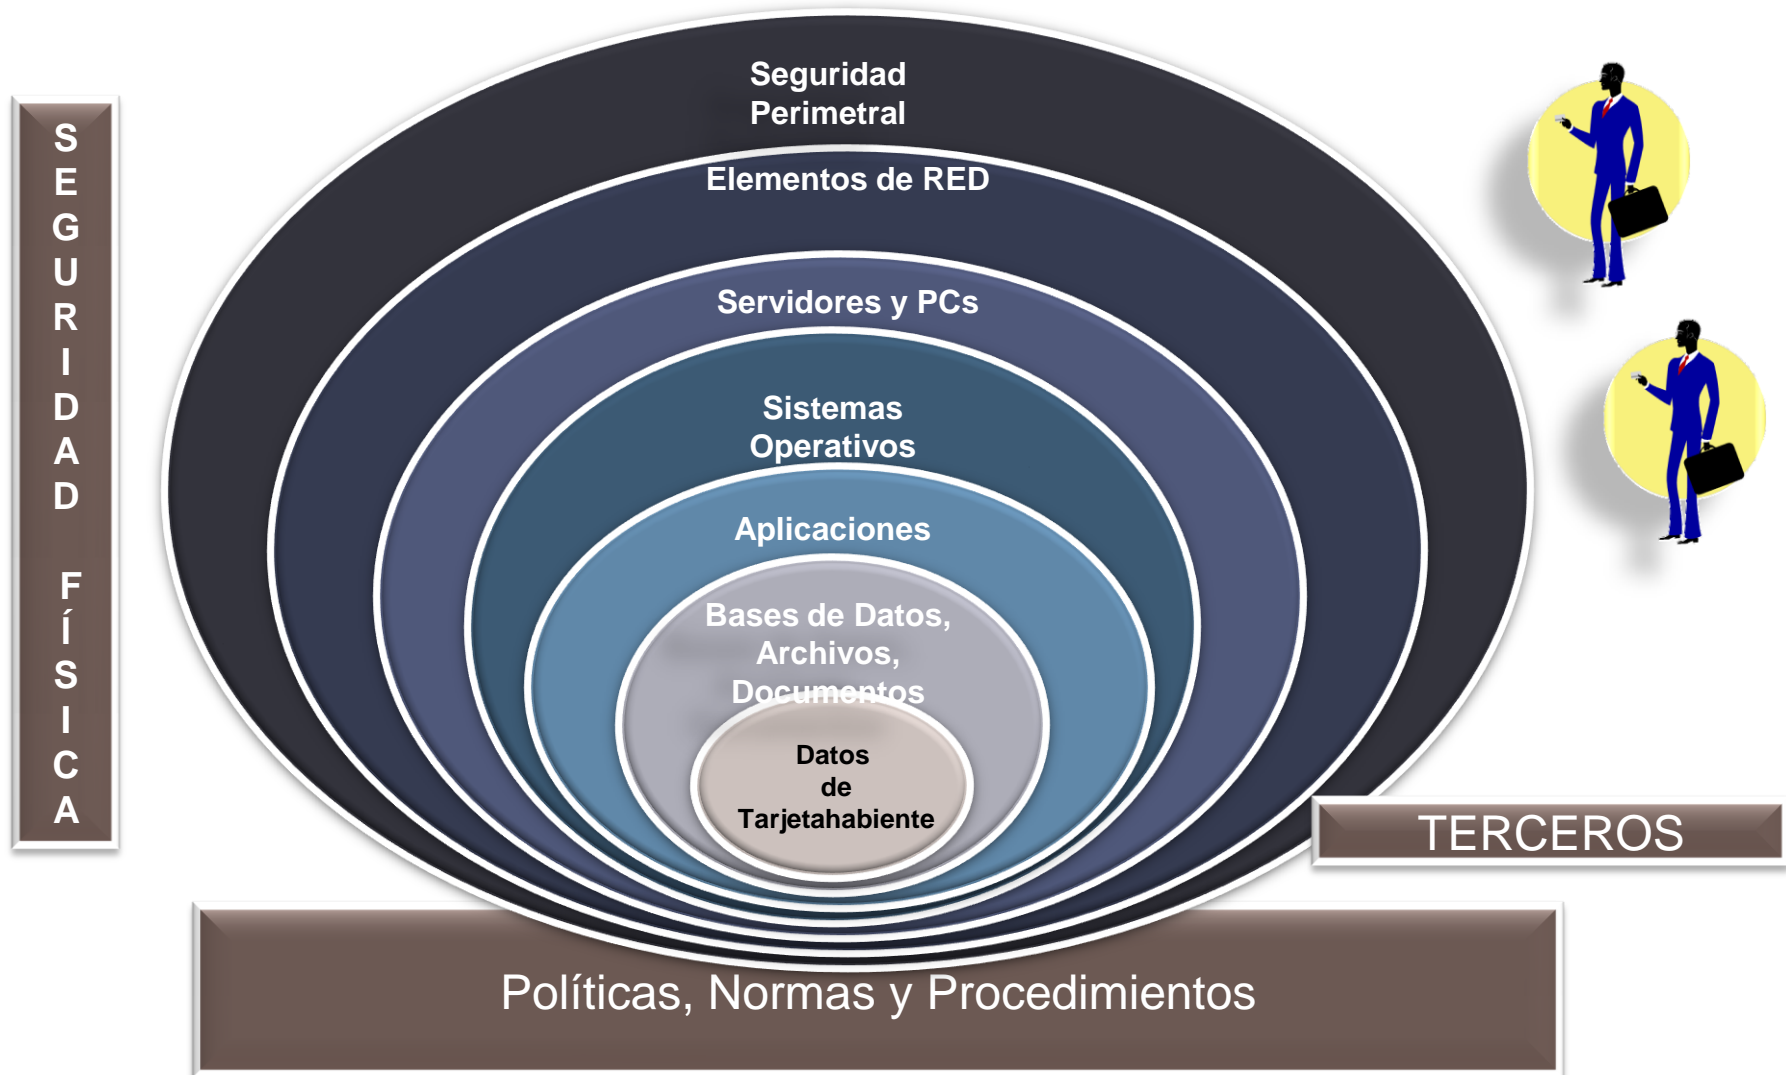 SEGURIDAD FÍSICA
Seguridad
Perimetral
Elementos de RED
Servidores y PCs
Sistemas
Operativos
Aplicaciones
Bases de Datos,
Archivos,
Documentos
Datos
de
Tarjetahabiente
TERCEROS
Políticas, Normas y Procedimientos